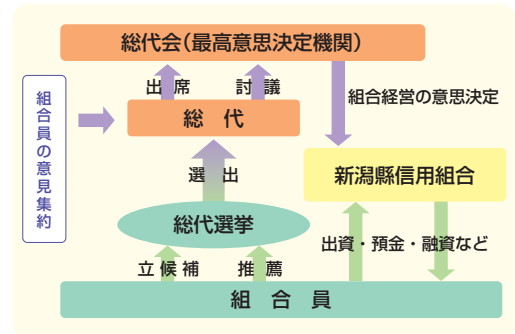 総代会（最高意思決定機関）
出 席
討 議
組合経営の意思決定
組合員の意見集約
総 代
選 出
新潟縣信用組合
総代選挙
出資・預金・融資など
立 候 補
推 薦
組 合 員